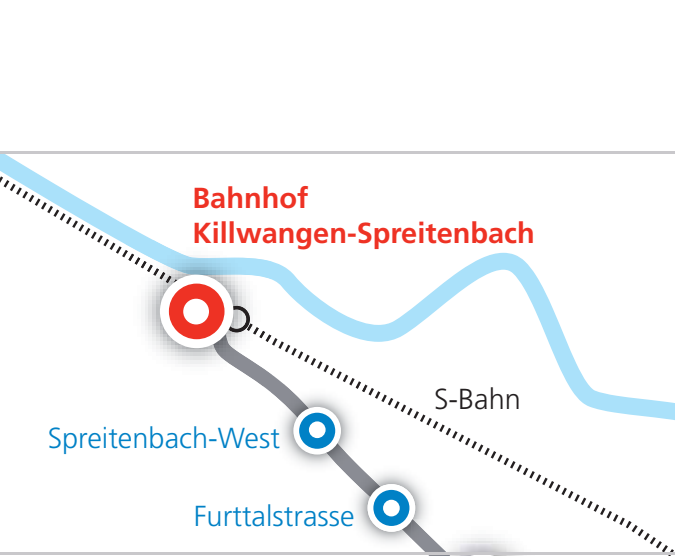 Bahnhof
Killwangen-Spreitenbach
S-Bahn
Spreitenbach-West
Furttalstrasse